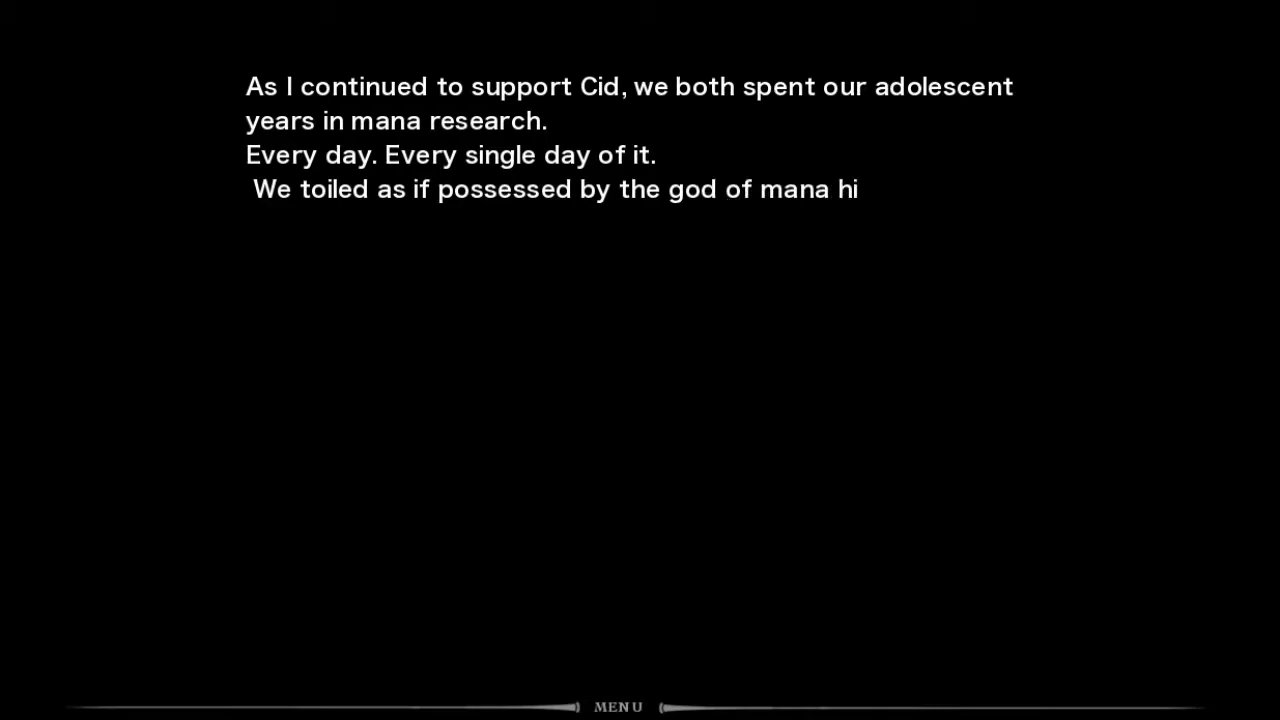 As I continued to support Cid, we both spent our adolescent
years in mana research.
Every day. Every single day of it.
We toiled as if possessed by the god of mana hi
MENU